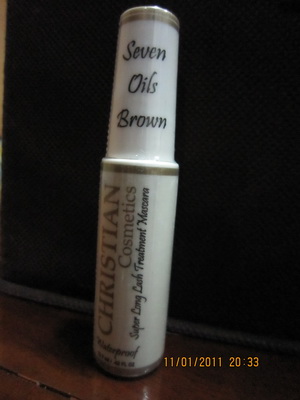 Seven
Oils
Brown
CHRISTIAN
Cosmetics
Super Long Lash Treatment Mascara
Waterproof
11/01/2011 20:33